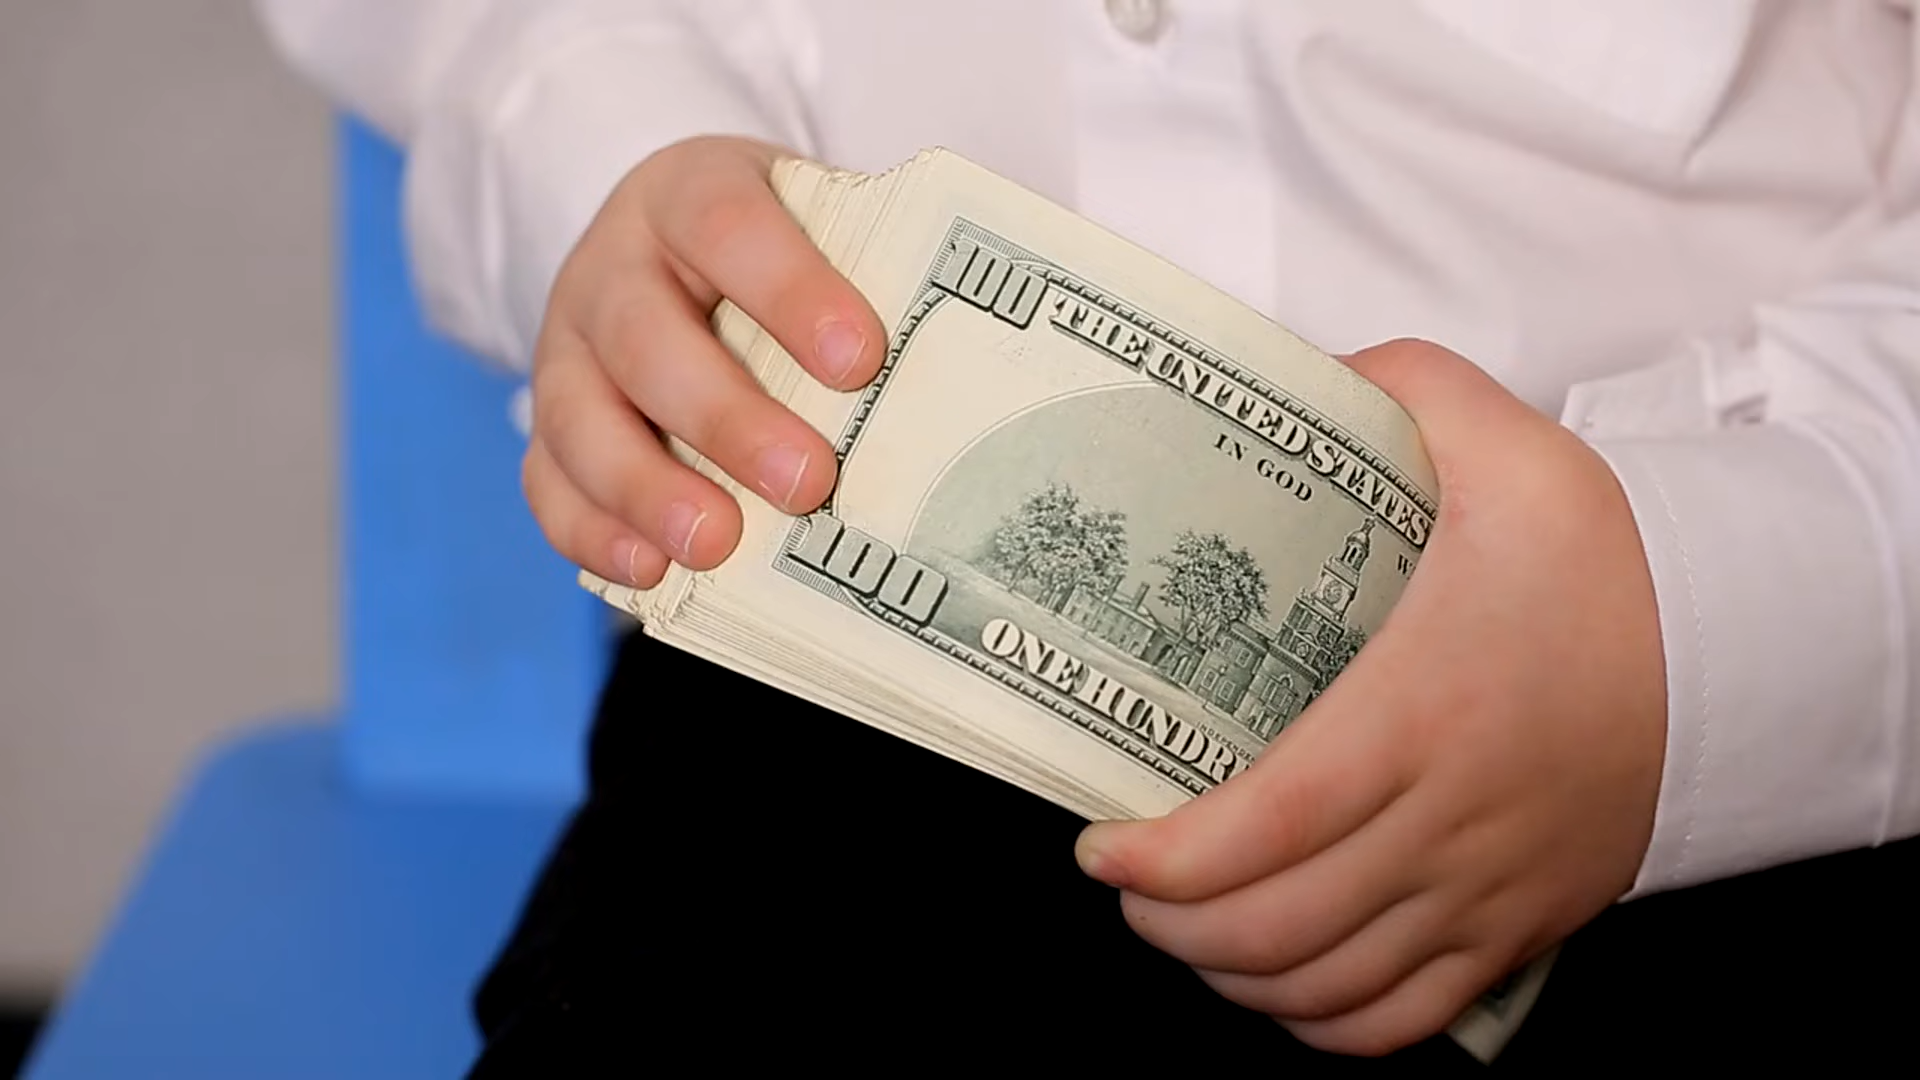 100 THE UNITED STATES
IN GOD
100
ONE HUNDR